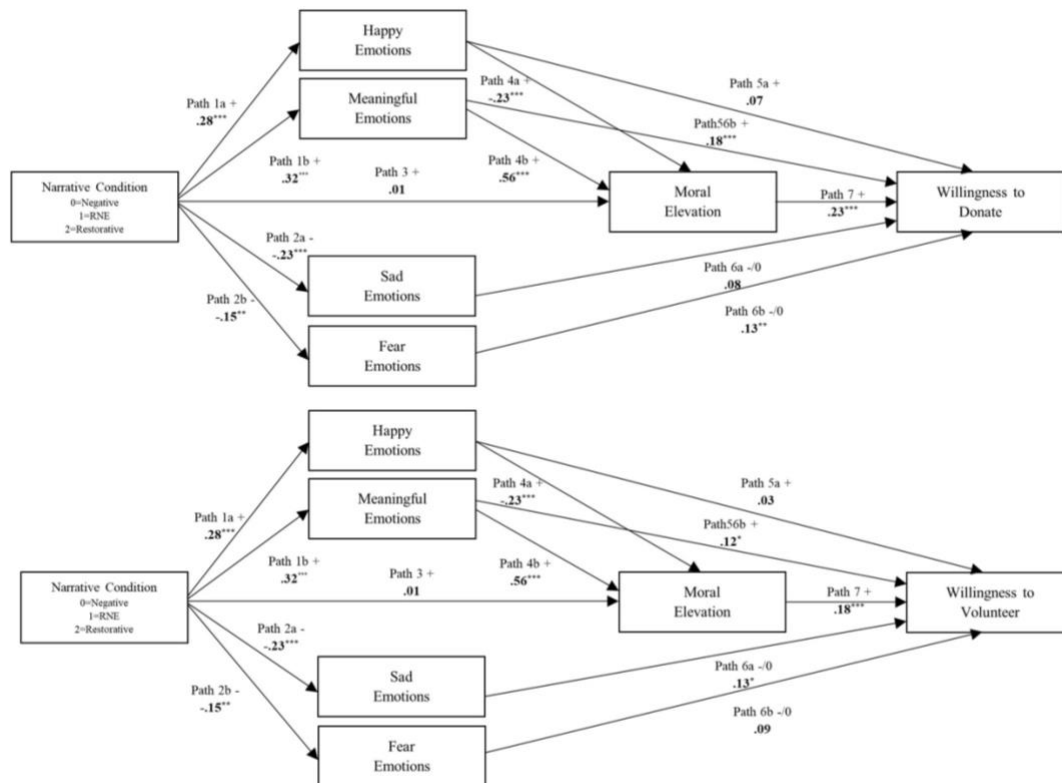 Happy
Emotions
Path 4a +
-.23***
Path 5a +
.07
Path 1a +
.28***
Meaningful
Emotions
Path56b +
.18***
Path 1b +
.32***
Path 3 +
.01
Path 4b +
.56***
Narrative Condition
0=Negative
1=RNE
2=Restorative
Moral
Elevation
Path 7 +
.23***
Willingness to
Donate
Path 2a -
-.23***
Sad
Emotions
Path 6a -/0
.08
Path 2b -
-.15**
Path 6b -/0
.13**
Fear
Emotions
Happy
Emotions
Path 4a +
-.23***
Path 5a +
.03
Path 1a +
.28***
Meaningful
Emotions
Path56b +
.12*
Path 1b +
.32***
Path 3 +
.01
Path 4b +
.56***
Narrative Condition
0=Negative
1=RNE
2=Restorative
Moral
Elevation
Path 7 +
.18***
Willingness to
Volunteer
Path 2a -
-.23***
Sad
Emotions
Path 6a -/0
.13*
Path 2b -
-.15**
Path 6b -/0
.09
Fear
Emotions